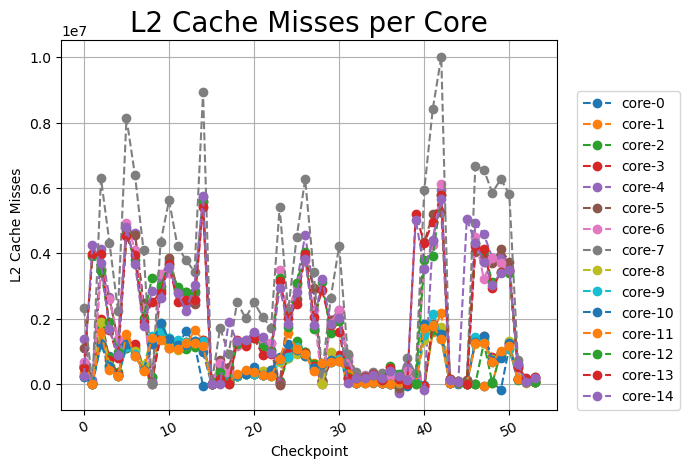 L2 Cache Misses per Core
1e7
1.0
0.8
0.6
0.4
0.2
0.0
L2 Cache Misses
0 10 20 30 40 50
Checkpoint
core-0
core-1
core-2
core-3
core-4
core-5
core-6
core-7
core-8
core-9
core-10
core-11
core-12
core-13
core-14